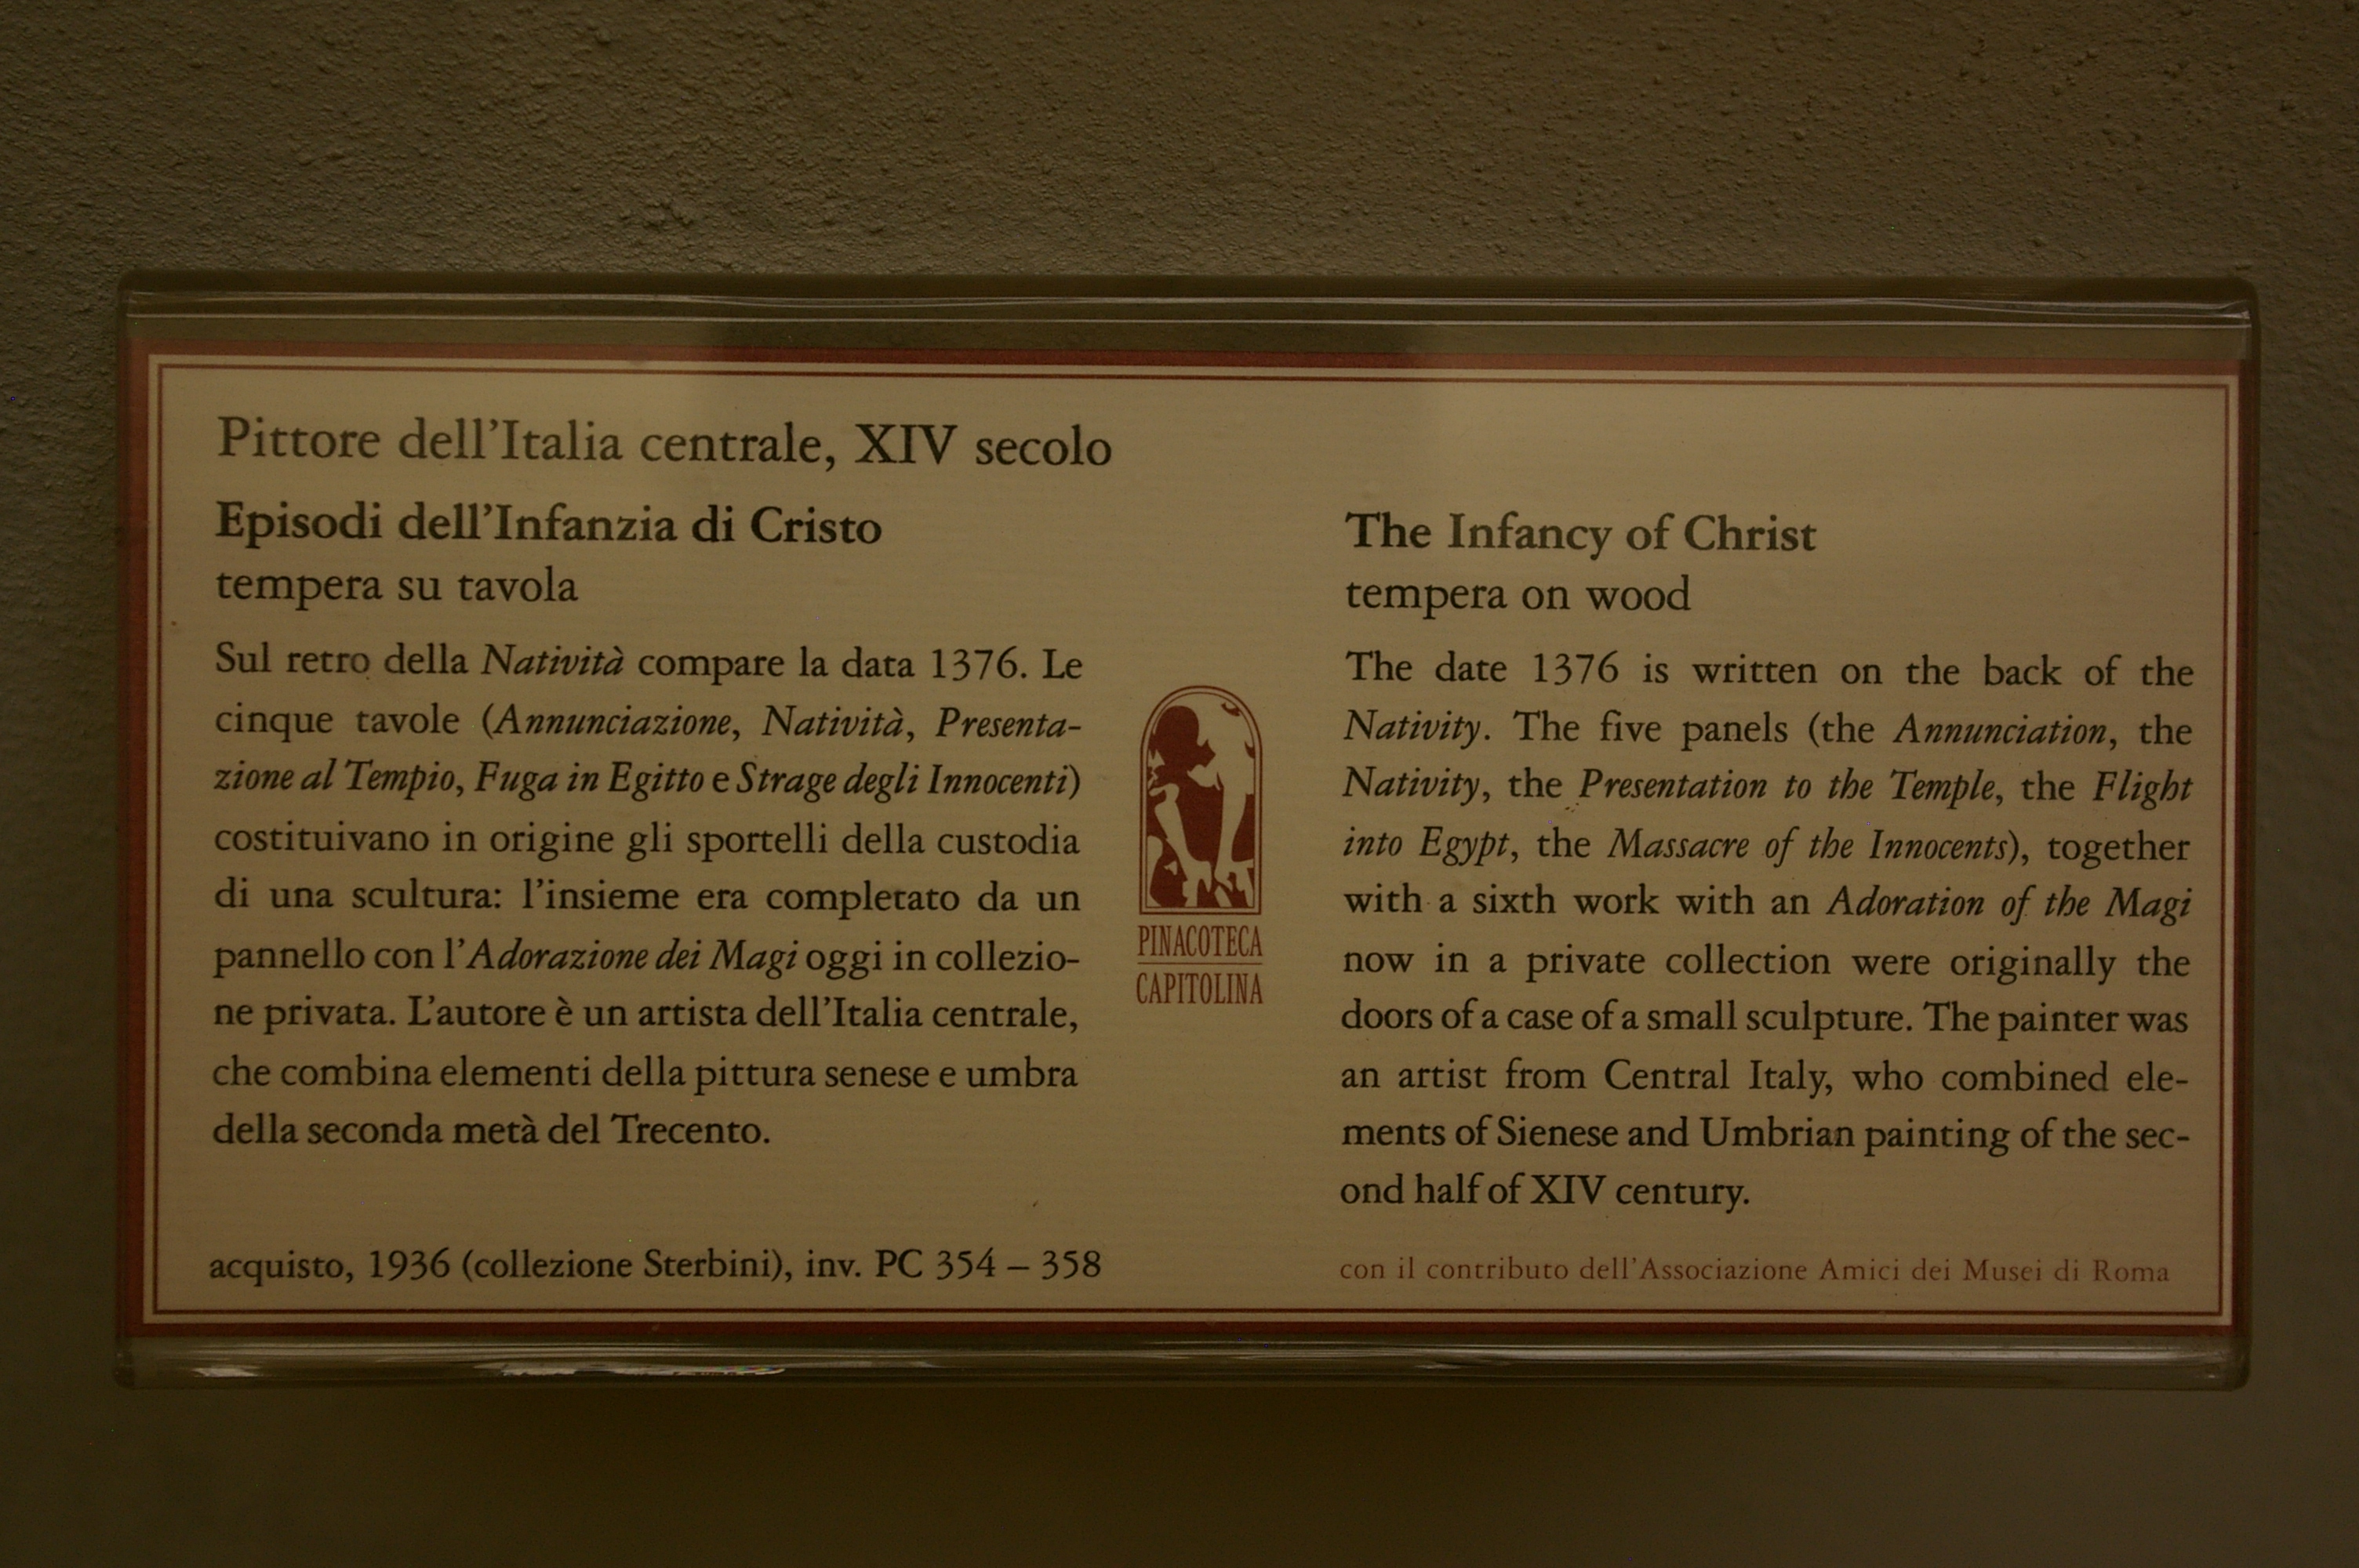 Pittore dell'Italia centrale, XIV secolo
Episodi dell'Infanzia di Cristo
tempera su tavola
Sul retro della Natività compare la data 1376. Le
cinque tavole (Annunciazione, Natività, Presenta-
zione al Tempio, Fuga in Egitto e Strage degli Innocenti)
costituivano in origine gli sportelli della custodia
di una scultura: l'insieme era completato da un
pannello con l'Adorazione dei Magi oggi in collezio-
ne privata. L'autore è un artista dell'Italia centrale,
che combina elementi della pittura senese e umbra
della seconda metà del Trecento.
acquisto, 1936 (collezione Sterbini), inv. PC 354 – 358
PINACOTECA
CAPITOLINA
The Infancy of Christ
tempera on wood
The date 1376 is written on the back of the
Nativity. The five panels (the Annunciation, the
Nativity, the Presentation to the Temple, the Flight
into Egypt, the Massacre of the Innocents), together
with a sixth work with an Adoration of the Magi
now in a private collection were originally the
doors of a case of a small sculpture. The painter was
an artist from Central Italy, who combined ele-
ments of Sienese and Umbrian painting of the sec-
ond half of XIV century.
con il contributo dell'Associazione Amici dei Musei di Roma